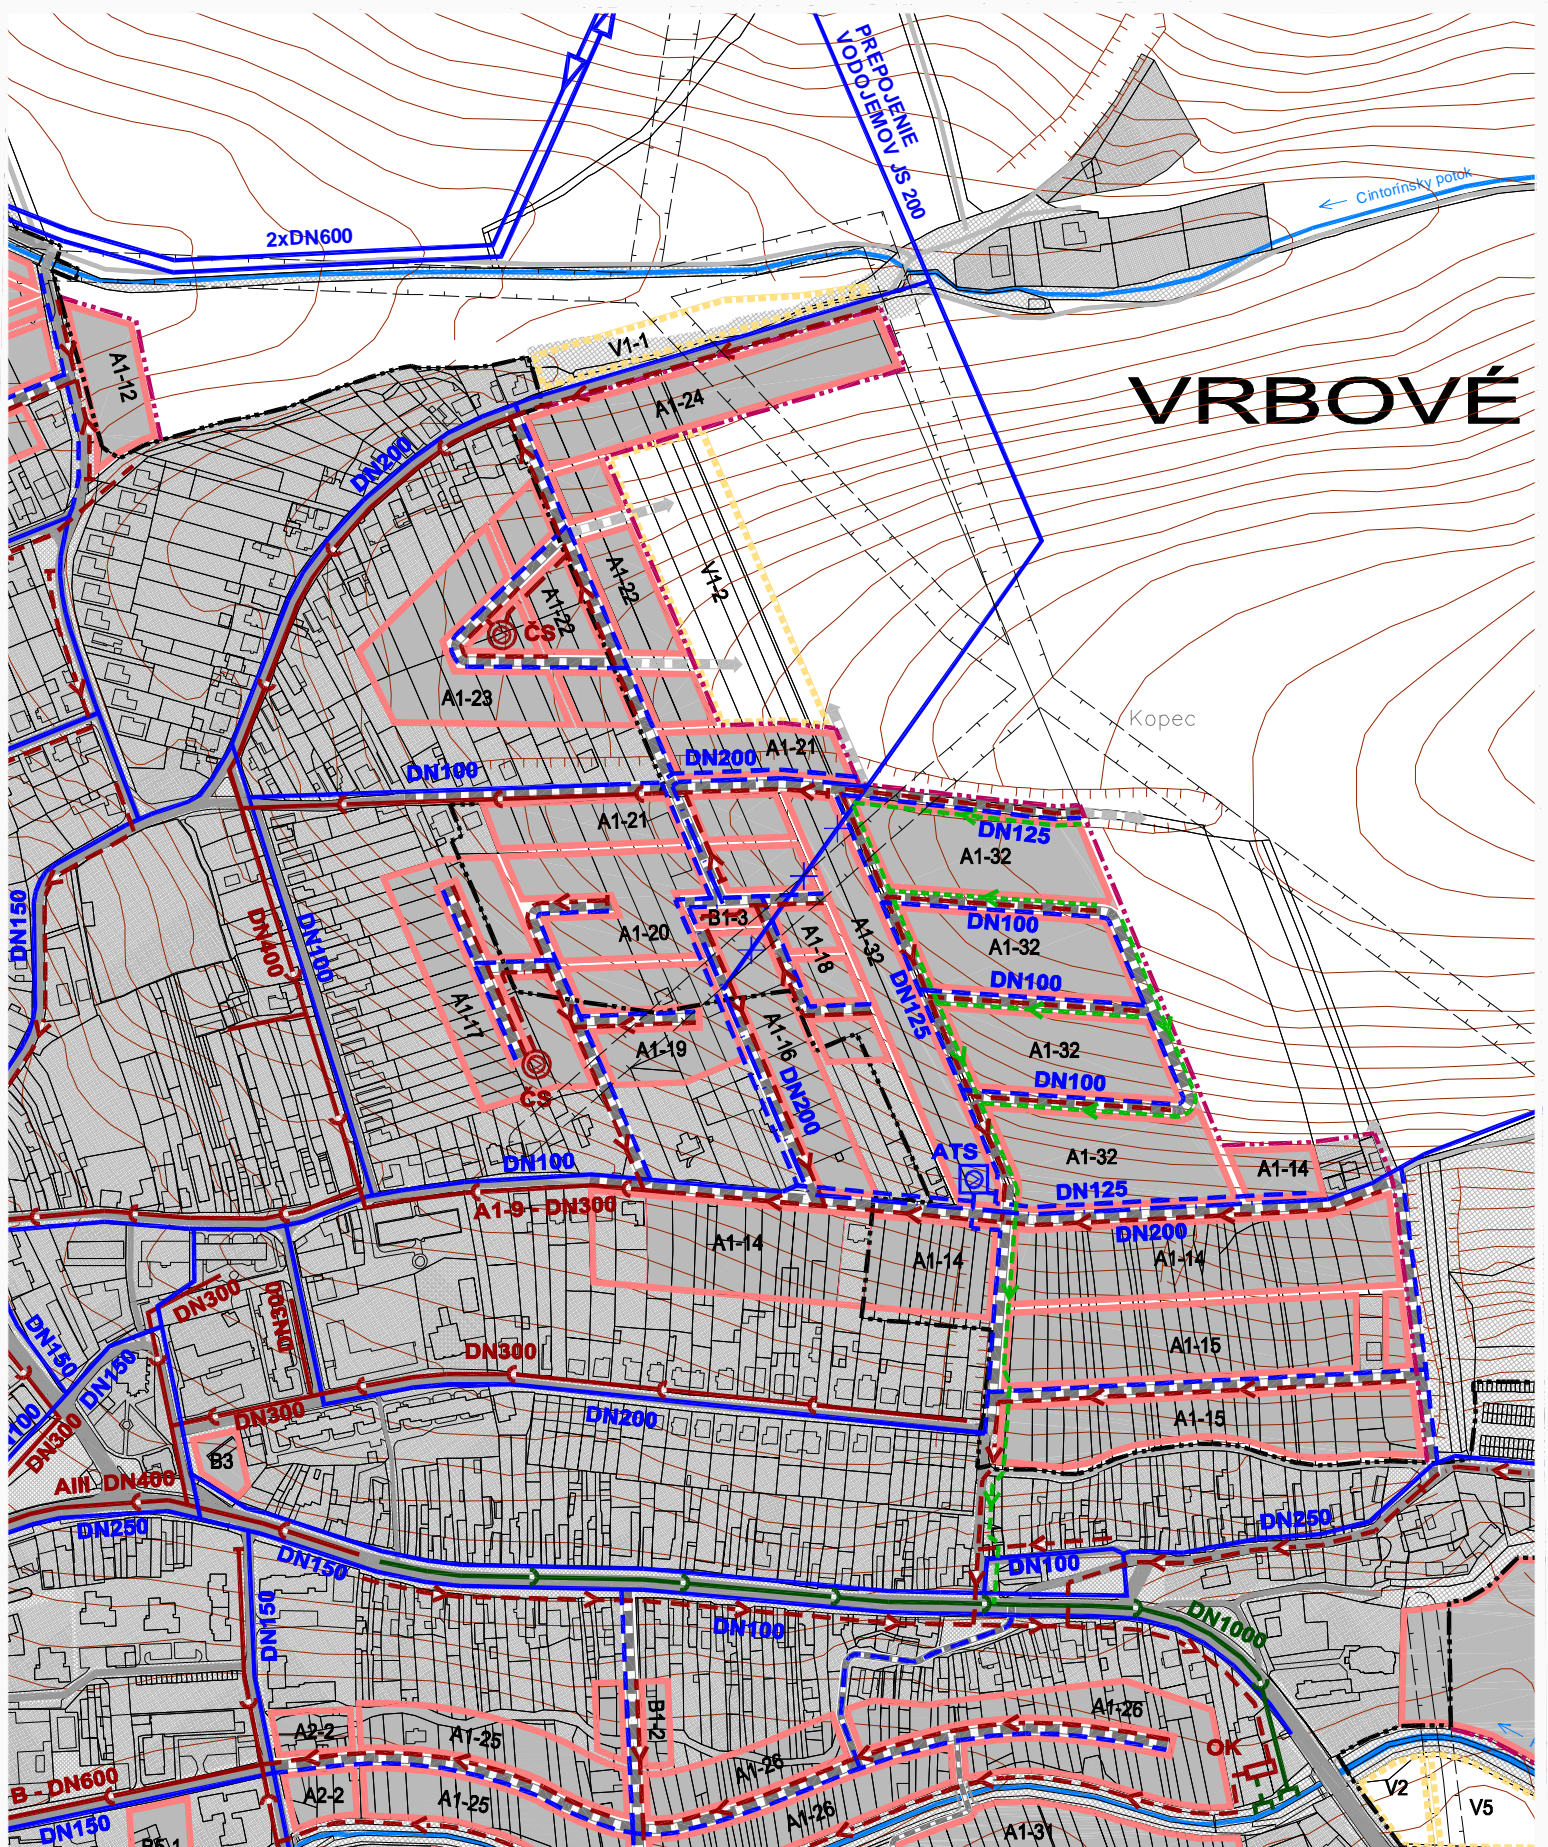 PREPOJENIE
VODOJEMOV JS 200
Cintorínsky potok
2xDN600
V1-1
A1-12
A1-24
VRBOVÉ
DN200
A1-22
A1-22
V1-2
ČS
A1-23
Kopec
DN200
A1-21
DN100
A1-21
DN125
A1-32
DN150
DN400
DN100
A1-20
B1-3
A1-18
A1-32
DN100
A1-32
DN100
DN125
A1-17
A1-19
A1-16
DN200
A1-32
DN100
ČS
ATS
DN100
A1-32
A1-14
DN125
A1-9 - DN300
DN200
A1-14
A1-14
A1-14
DN300
DN300
DN150
DN150
DN300
A1-15
DN300
DN200
A1-15
DN300
B3
AIII DN400
DN250
DN250
DN150
DN100
DN150
DN100
DN1000
B1-2
A2-2
A1-25
A1-26
A1-26
OK
B - DN600
A2-2
A1-25
A1-26
V2
V5
DN150
A1-31